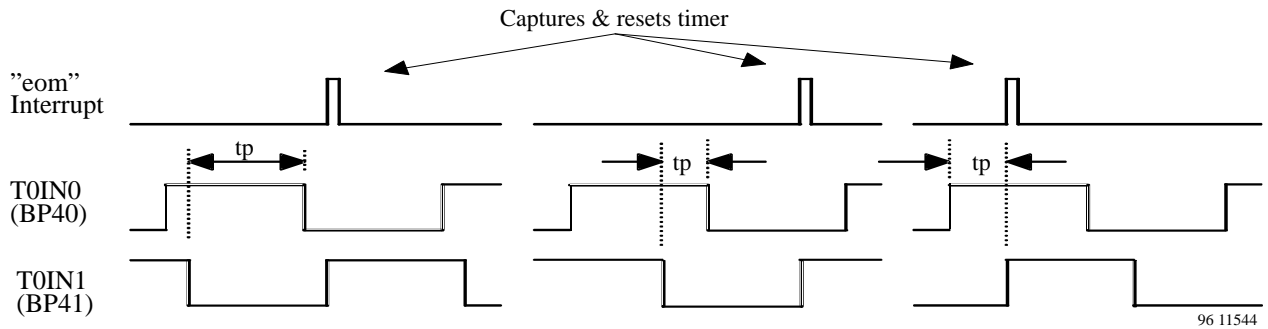 Captures & resets timer
”eom”
Interrupt
tp
tp
tp
T0IN0
(BP40)
T0IN1
(BP41)
96 11544